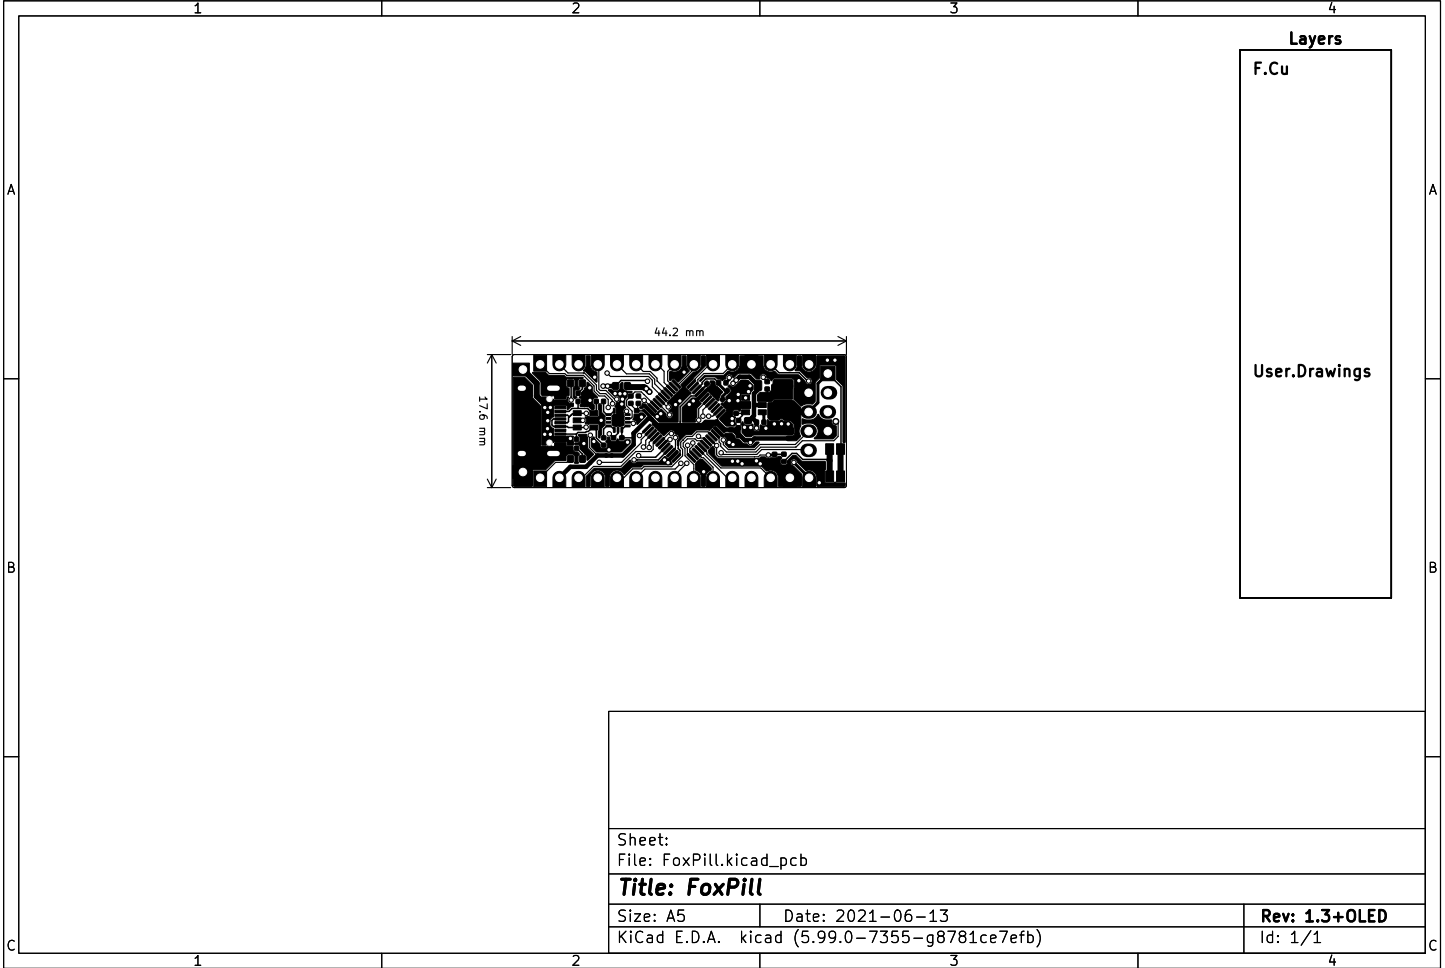 1 2 3 4
Layers
F.Cu
A A
44.2 mm
User.Drawings
17.6 mm
B B
Sheet:
File: FoxPill.kicad_pcb
Title: FoxPill
Size: A5 Date: 2021-06-13 Rev: 1.3+OLED
KiCad E.D.A. kicad (5.99.0-7355-g8781ce7efb) Id: 1/1
C C
1 2 3 4